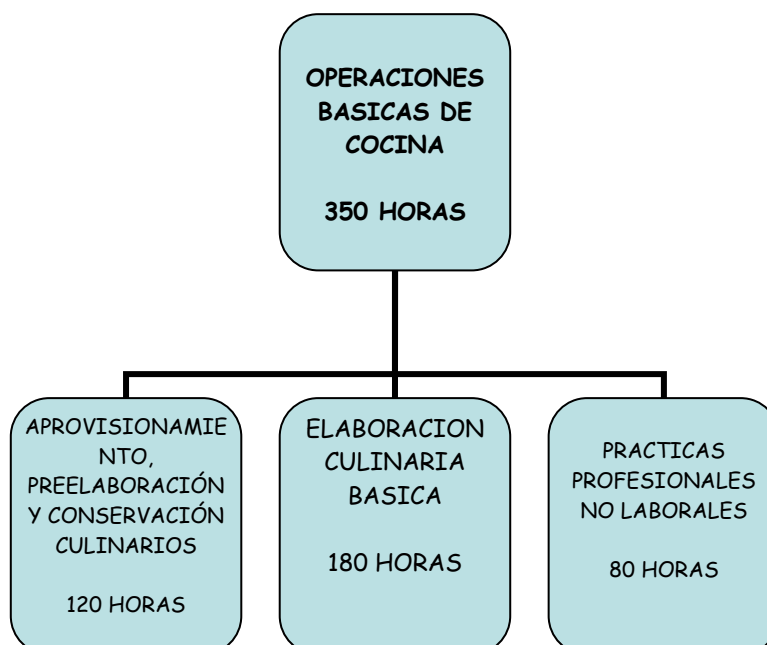 OPERACIONES
BASICAS DE
COCINA
350 HORAS
APROVISIONAMIE
NTO,
PREELABORACIÓN
Y CONSERVACIÓN
CULINARIOS
120 HORAS
ELABORACION
CULINARIA
BASICA
180 HORAS
PRACTICAS
PROFESIONALES
NO LABORALES
80 HORAS